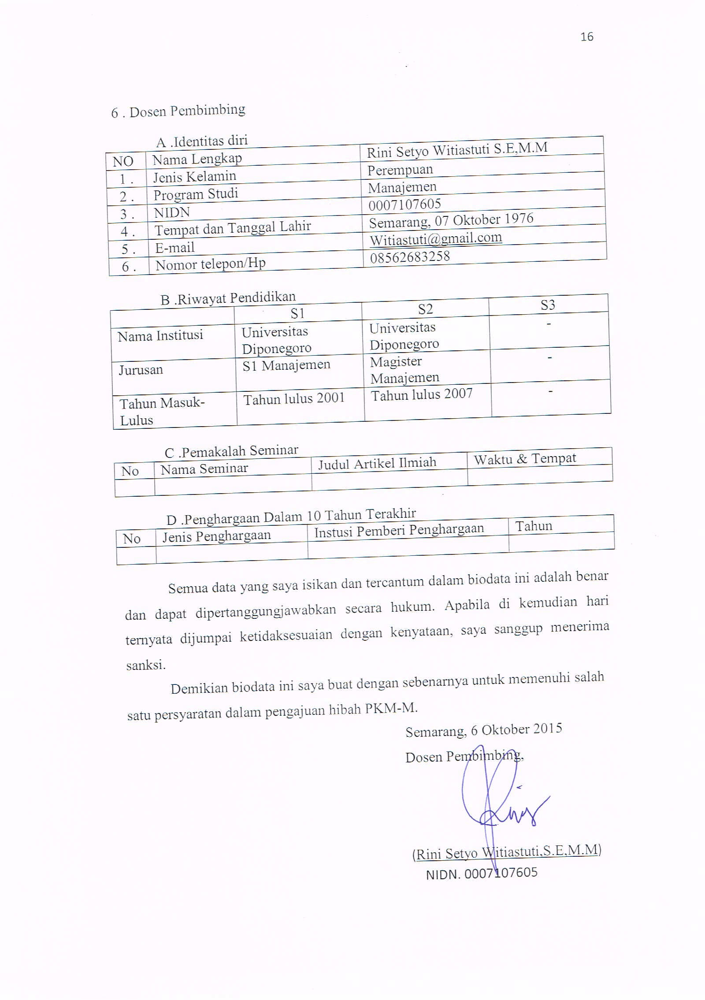 16
6 . Dosen Pembimbing
A .Identitas diri
NO Nama Lengkap Rini Setyo Witiastuti S.E,M.M
1 . Jenis Kelamin Perempuan
2 . Program Studi Manajemen
3 . NIDN 0007107605
4 . Tempat dan Tanggal Lahir Semarang, 07 Oktober 1976
5 . E-mail Witiastuti@gmail.com
6 . Nomor telepon/Hp 08562683258
B .Riwayat Pendidikan
S1 S2 S3
Nama Institusi Universitas Universitas -
Diponegoro Diponegoro
Jurusan S1 Manajemen Magister -
Manajemen
Tahun Masuk- Tahun lulus 2001 Tahun lulus 2007 -
Lulus
C .Pemakalah Seminar
No Nama Seminar Judul Artikel Ilmiah Waktu & Tempat
D .Penghargaan Dalam 10 Tahun Terakhir
No Jenis Penghargaan Instusi Pemberi Penghargaan Tahun
Semua data yang saya isikan dan tercantum dalam biodata ini adalah benar
dan dapat dipertanggungjawabkan secara hukum. Apabila di kemudian hari
ternyata dijumpai ketidaksesuaian dengan kenyataan, saya sanggup menerima
sanksi.
Demikian biodata ini saya buat dengan sebenarnya untuk memenuhi salah
satu persyaratan dalam pengajuan hibah PKM-M.
Semarang, 6 Oktober 2015
Dosen Pembimbing,
(Rini Setyo Witiastuti,S.E,M.M)
NIDN. 0007107605